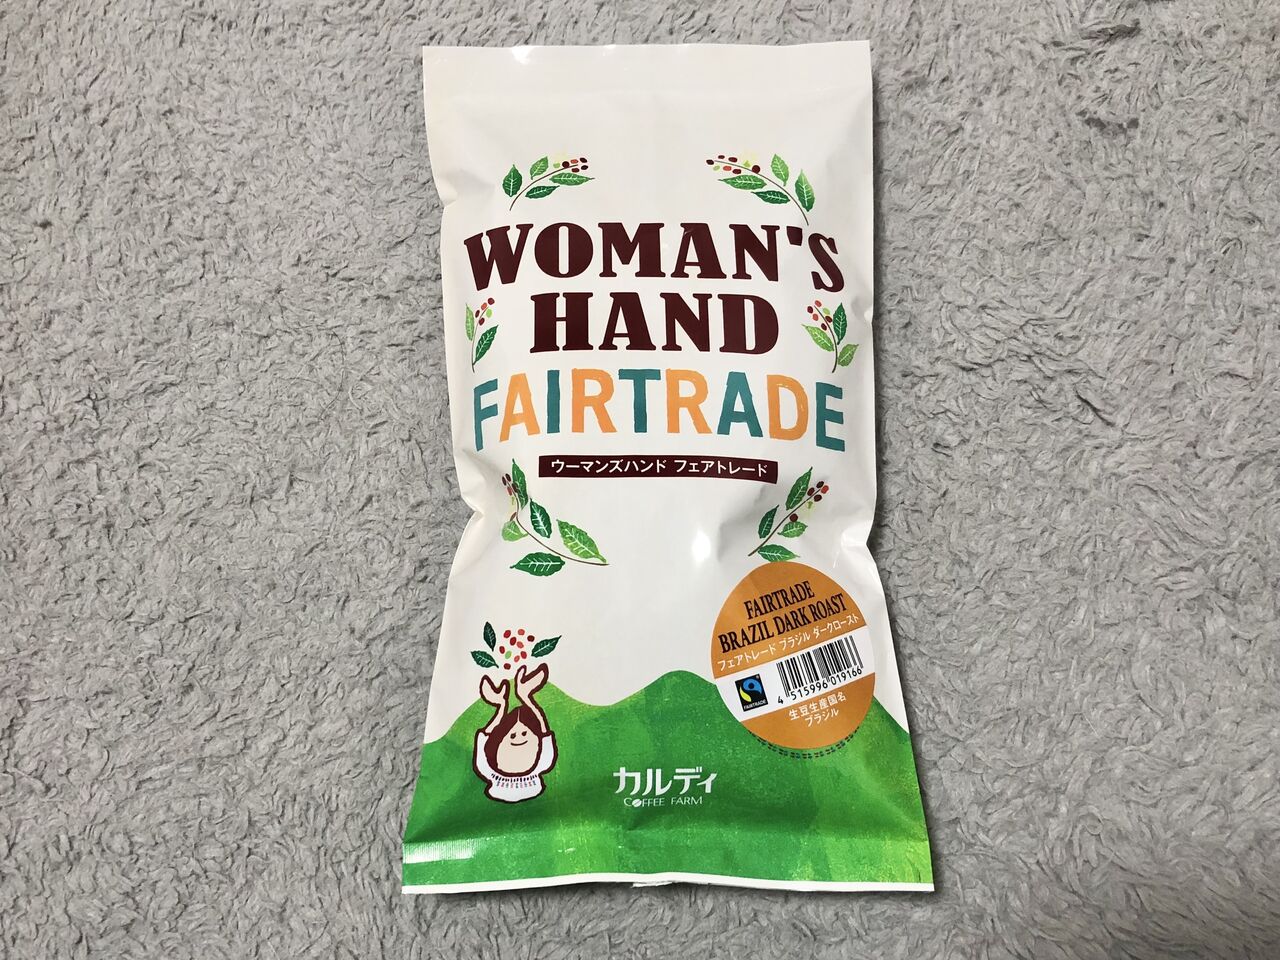 WOMAN'S
HAND
FAIRTRADE
ウーマンズハンド フェアトレード
FAIRTRADE
BRAZIL DARK ROAST
フェアトレード ブラジル ダークロースト
4 515996 019166
FAIRTRADE
生豆生産国名
ブラジル
カルディ
COFFEE FARM